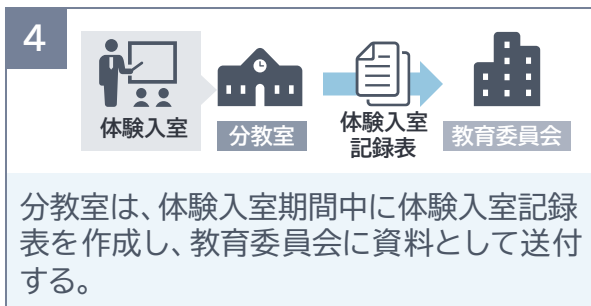 4
体験入室
分教室
体験入室
記録表
教育委員会
分教室は、体験入室期間中に体験入室記録
表を作成し、教育委員会に資料として送付
する。